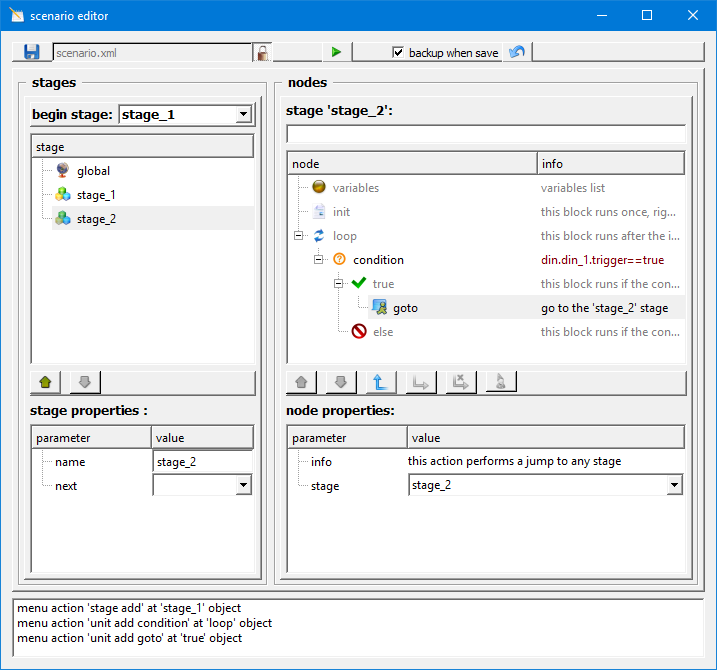 scenario editor
scenario.xml
backup when save
stages
begin stage: stage_1
stage
global
stage_1
stage_2
stage properties :
parameter value
name stage_2
next
nodes
stage 'stage_2':
node info
variables variables list
init this block runs once, rig...
loop this block runs after the i...
condition din.din_1.trigger==true
true this block runs if the con...
goto go to the 'stage_2' stage
else this block runs if the con...
node properties:
parameter value
info this action performs a jump to any stage
stage stage_2
menu action 'stage add' at 'stage_1' object
menu action 'unit add condition' at 'loop' object
menu action 'unit add goto' at 'true' object